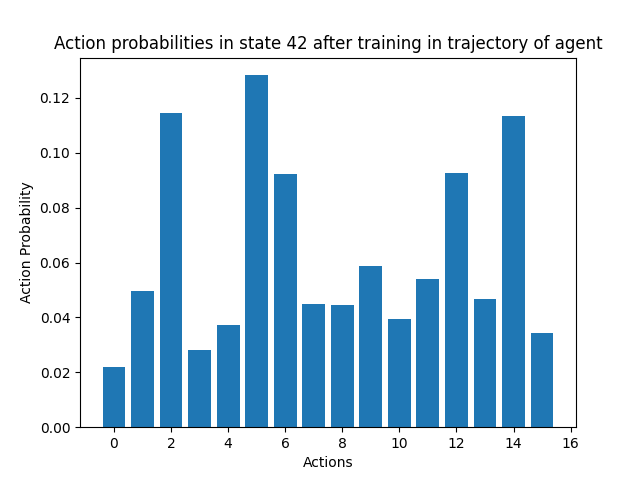 Action probabilities in state 42 after training in trajectory of agent
0.12
0.10
0.08
0.06
0.04
0.02
0.00
Action Probability
0 2 4 6 8 10 12 14 16
Actions